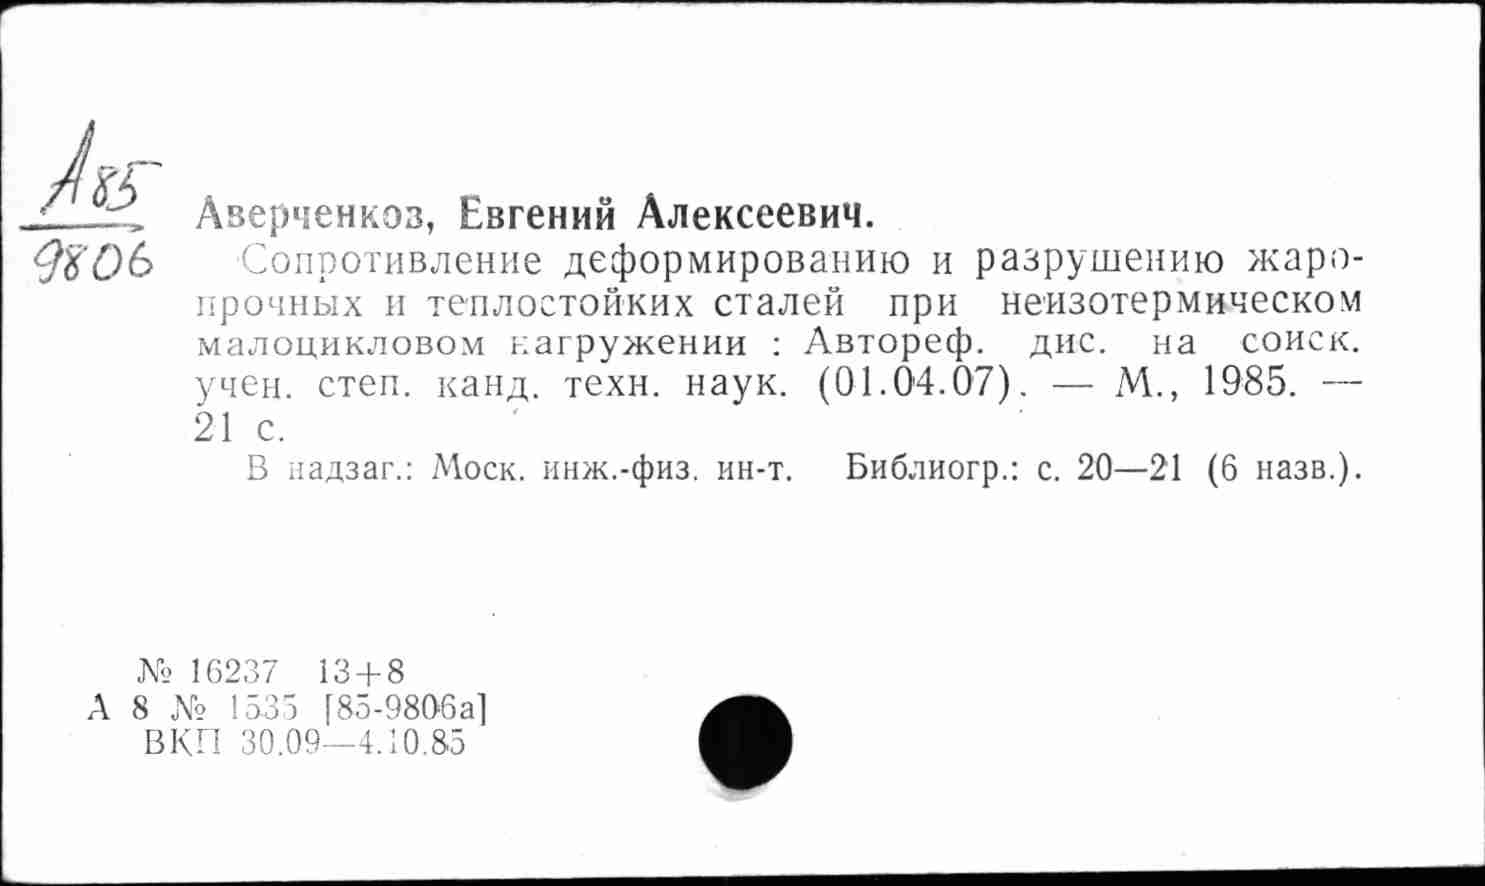 А85
9806
Аверченков, Евгений Алексеевич.
Сопротивление деформированию и разрушению жаро-
прочных и теплостойких сталей при неизотермическом
малоцикловом нагружении : Автореф. дис. на соиск.
учен. степ. канд. техн. наук. (01.04.07). — М., 1985. —
21 с.
В надзаг.: Моск. инж.-физ. ин-т. Библиогр.: с. 20—21 (6 назв.).
№ 16237 13+8
А 8 № 1535 [85-9806а]
ВКП 30.09—4.10.85